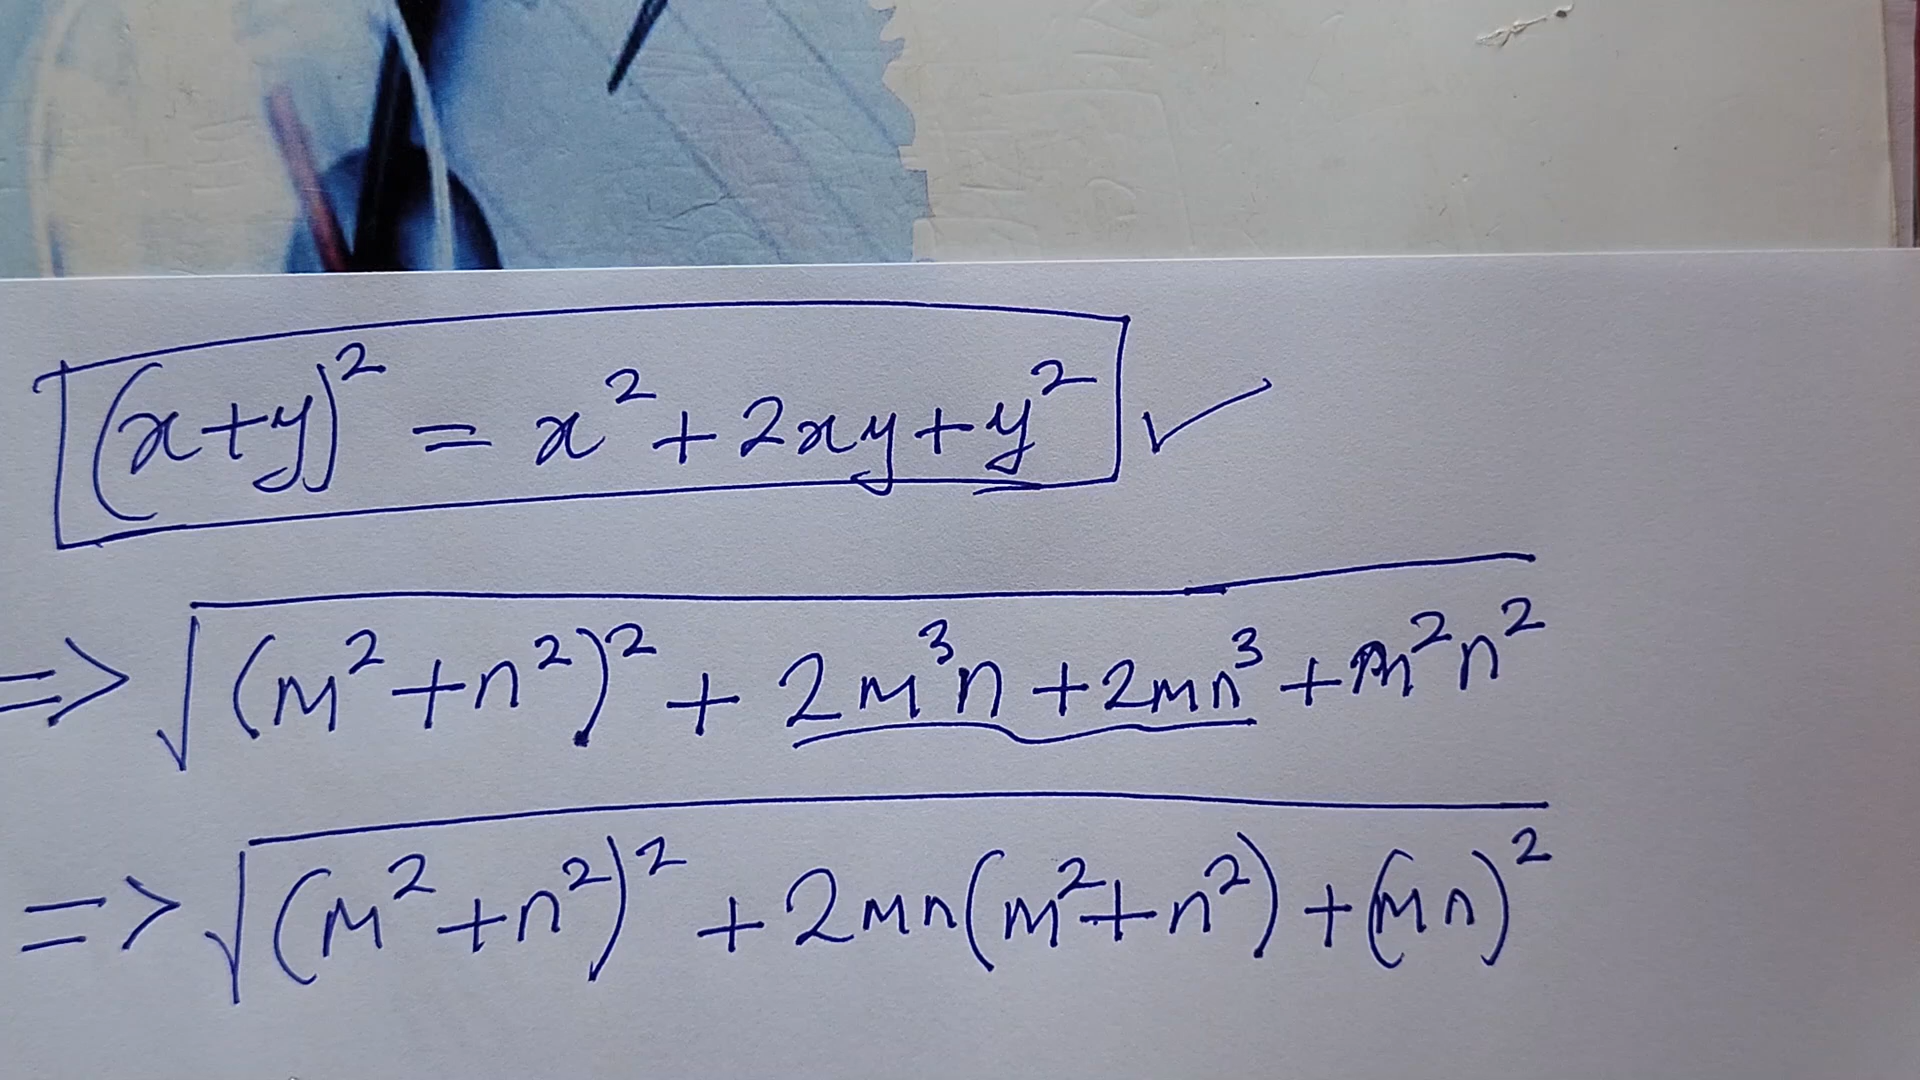 (x+y)² = x²+2xy+y² ✓
=> √((m²+n²)² + 2m³n+2mn³+m²n²)
=> √((m²+n²)² + 2mn(m²+n²)+(mn)²)